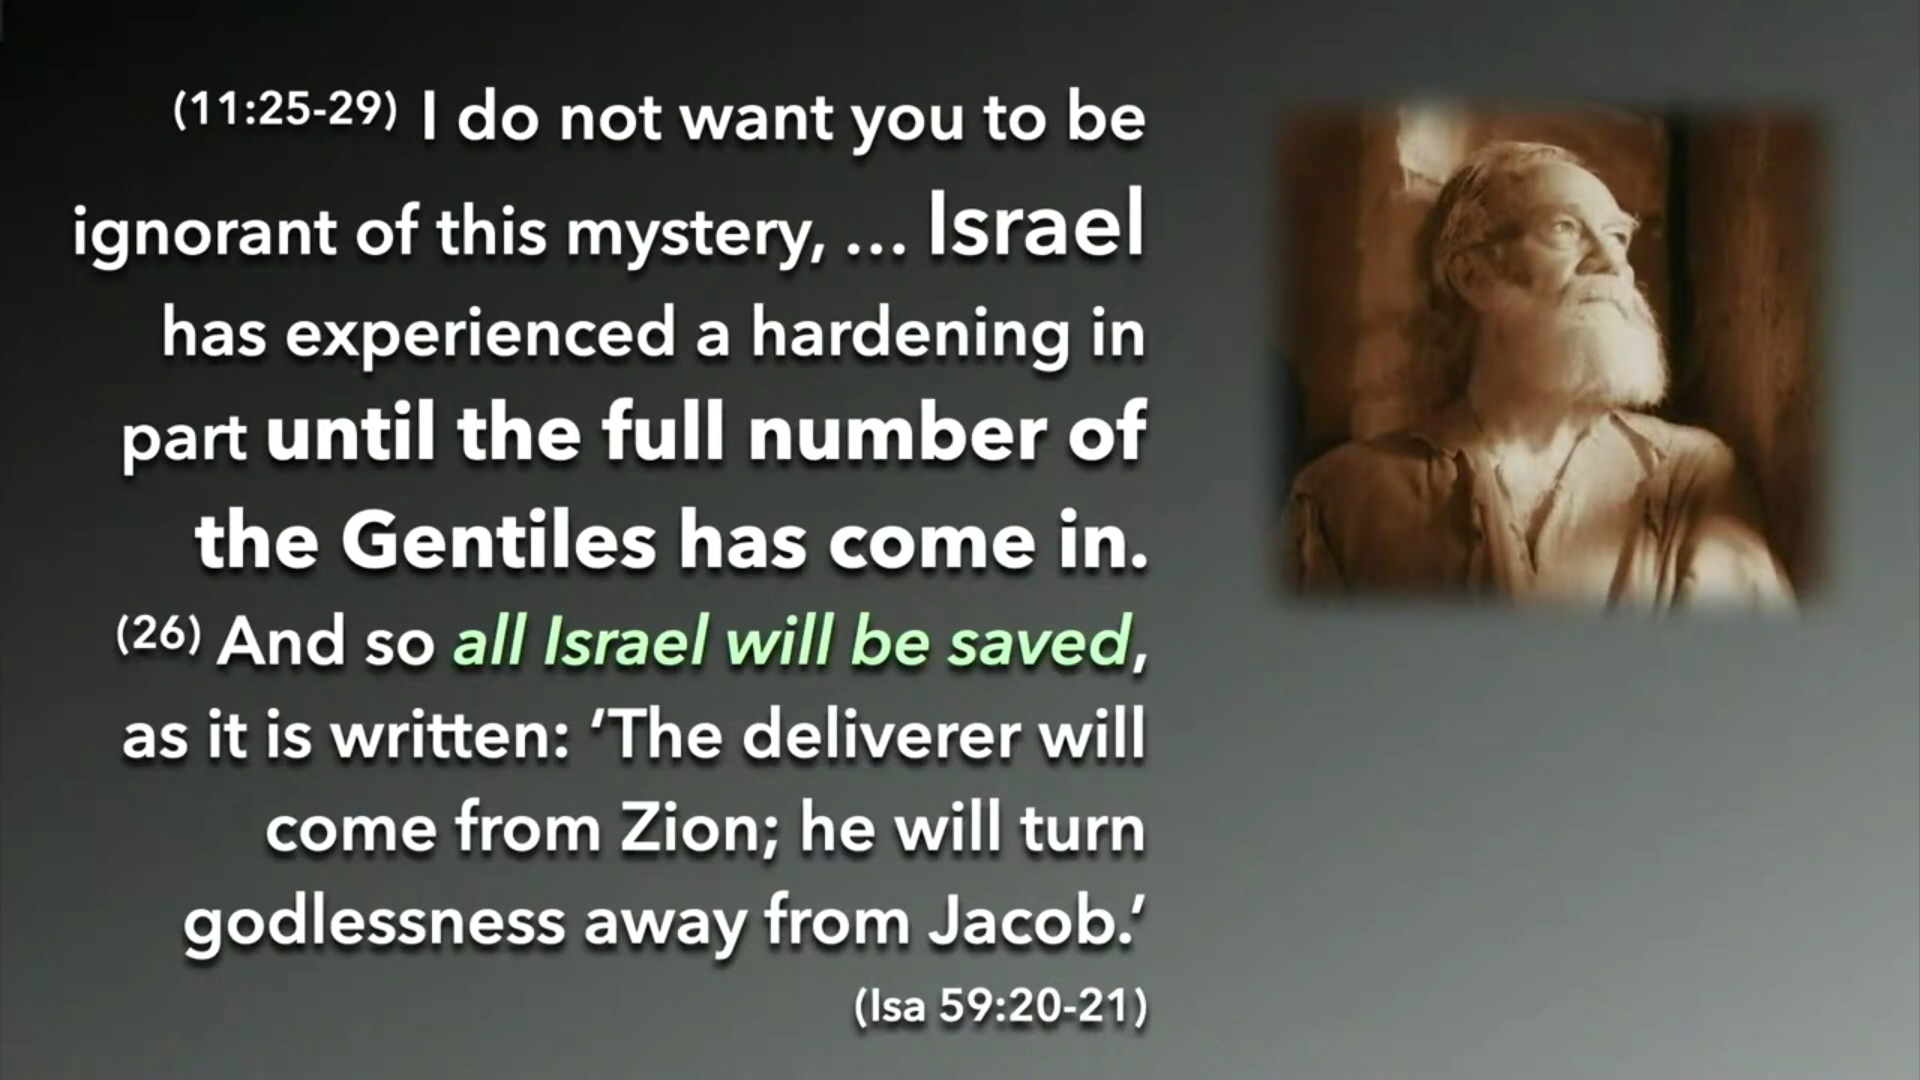 (11:25-29) I do not want you to be
ignorant of this mystery, ... Israel
has experienced a hardening in
part until the full number of
the Gentiles has come in.
(26) And so all Israel will be saved,
as it is written: ‘The deliverer will
come from Zion; he will turn
godlessness away from Jacob.’
(Isa 59:20-21)